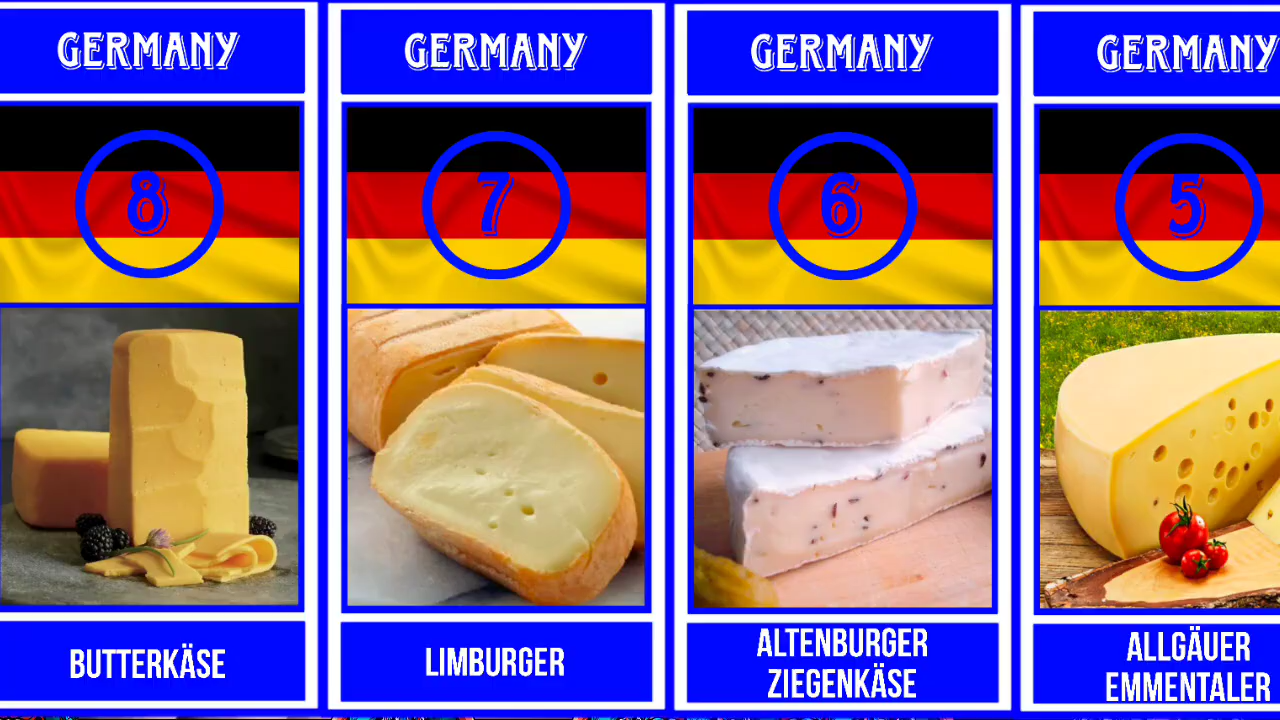 GERMANY
8
BUTTERKÄSE
GERMANY
7
LIMBURGER
GERMANY
6
ALTENBURGER
ZIEGENKÄSE
GERMANY
5
ALLGÄUER
EMMENTALER